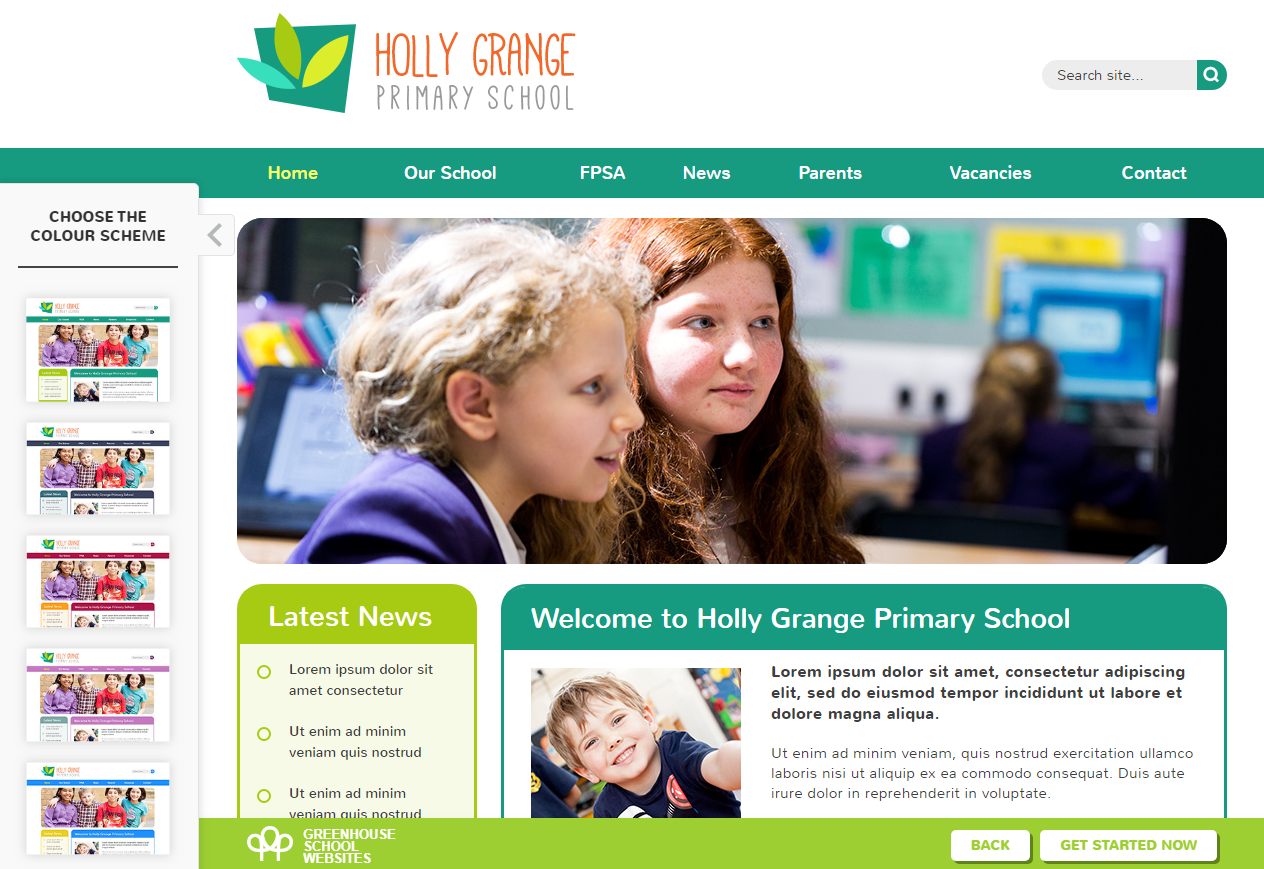 HOLLY GRANGE
PRIMARY SCHOOL
Search site...
Home Our School FPSA News Parents Vacancies Contact
CHOOSE THE
COLOUR SCHEME
Latest News
Lorem ipsum dolor sit
amet consectetur
Ut enim ad minim
veniam quis nostrud
Ut enim ad minim
veniam quis nostrud
Welcome to Holly Grange Primary School
Lorem ipsum dolor sit amet, consectetur adipiscing
elit, sed do eiusmod tempor incididunt ut labore et
dolore magna aliqua.
Ut enim ad minim veniam, quis nostrud exercitation ullamco
laboris nisi ut aliquip ex ea commodo consequat. Duis aute
irure dolor in reprehenderit in voluptate.
GREENHOUSE
SCHOOL
WEBSITES
BACK
GET STARTED NOW